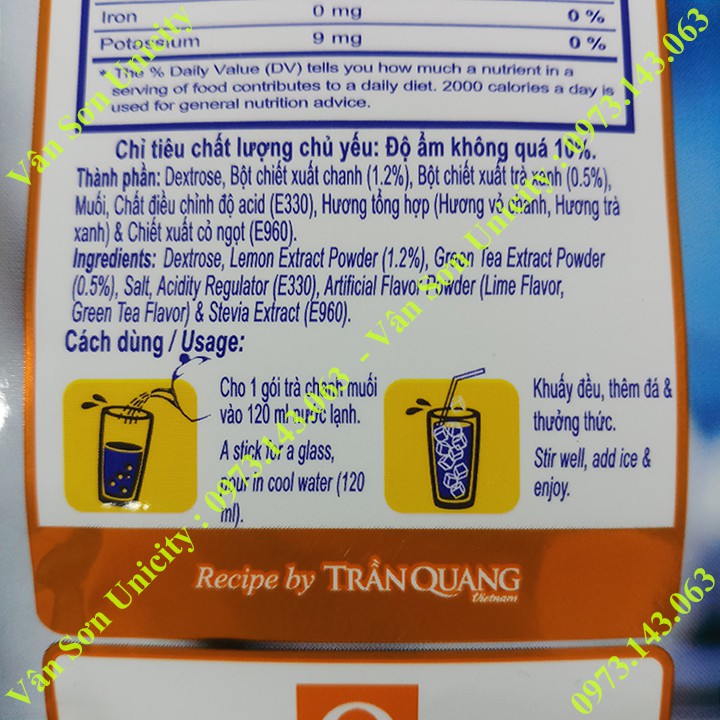 Iron 0 mg 0 %
Potassium 9 mg 0 %
* The % Daily Value (DV) tells you how much a nutrient in a
serving of food contributes to a daily diet. 2000 calories a day is
used for general nutrition advice.
Chỉ tiêu chất lượng chủ yếu: Độ ẩm không quá 10%.
Thành phần: Dextrose, Bột chiết xuất chanh (1.2%), Bột chiết xuất trà xanh (0.5%),
Muối, Chất điều chỉnh độ acid (E330), Hương tổng hợp (Hương vỏ chanh, Hương trà
xanh) & Chiết xuất cỏ ngọt (E960).
Ingredients: Dextrose, Lemon Extract Powder (1.2%), Green Tea Extract Powder
(0.5%), Salt, Acidity Regulator (E330), Artificial Flavor Powder (Lime Flavor,
Green Tea Flavor) & Stevia Extract (E960).
Cách dùng / Usage:
Cho 1 gói trà chanh muối
vào 120 ml nước lạnh.
A stick for a glass,
pour in cool water (120
ml).
Khuấy đều, thêm đá &
thưởng thức.
Stir well, add ice &
enjoy.
Recipe by TRẦN QUANG
Vietnam
Vân Sơn Unicity : 0973.143.063 - Vân Sơn Unicity : 0973.143.063
Vân Sơn Unicity
Vân Sơn Unicity
0973.143.063